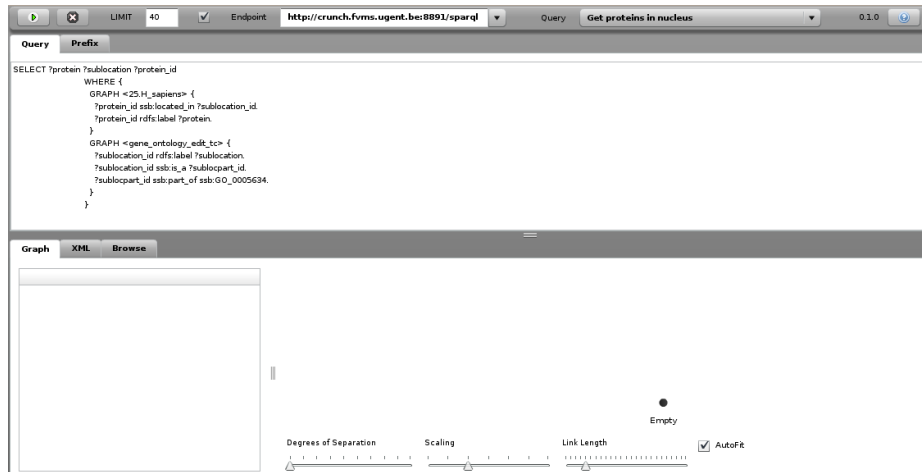 LIMIT 40 Endpoint http://crunch.fvms.ugent.be:8891/sparql Query Get proteins in nucleus 0.1.0
Query Prefix
SELECT ?protein ?sublocation ?protein_id
WHERE {
GRAPH <25.H_sapiens> {
?protein_id ssb:located_in ?sublocation_id.
?protein_id rdfs:label ?protein.
}
GRAPH <gene_ontology_edit_tc> {
?sublocation_id rdfs:label ?sublocation.
?sublocation_id ssb:is_a ?sublocpart_id.
?sublocpart_id ssb:part_of ssb:GO_0005634.
}
}
Graph XML Browse
Empty
Degrees of Separation Scaling Link Length AutoFit